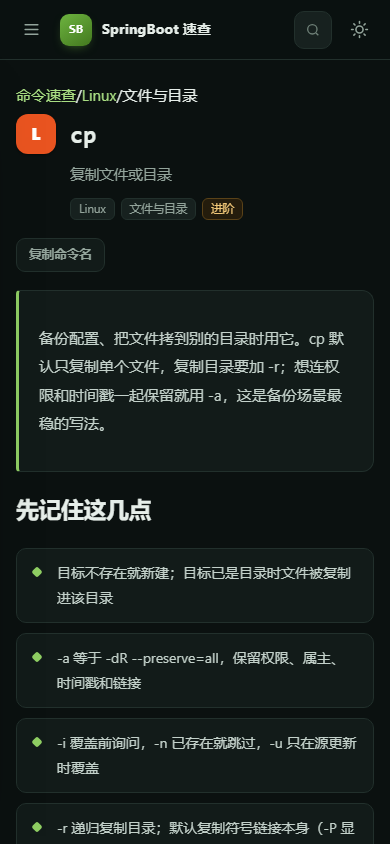 SB SpringBoot 速查
命令速查/Linux/文件与目录
L cp
复制文件或目录
Linux 文件与目录 进阶
复制命令名
备份配置、把文件拷到别的目录时用它。cp 默
认只复制单个文件，复制目录要加 -r；想连权
限和时间戳一起保留就用 -a，这是备份场景最
稳的写法。
先记住这几点
目标不存在就新建；目标已是目录时文件被复制
进该目录
-a 等于 -dR --preserve=all，保留权限、属主、
时间戳和链接
-i 覆盖前询问，-n 已存在就跳过，-u 只在源更新
时覆盖
-r 递归复制目录；默认复制符号链接本身（-P 显